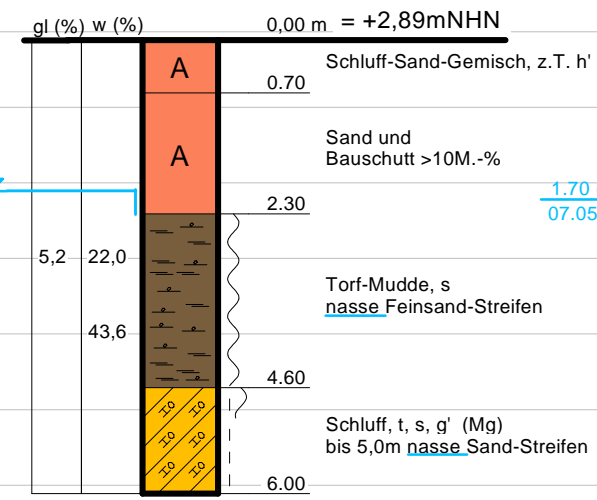 gl (%) w (%) 0,00 m = +2,89mNHN
A Schluff-Sand-Gemisch, z.T. h'
0.70
A Sand und
Bauschutt >10M.-%
1.70
07.05
2.30
5,2 22,0
Torf-Mudde, s
nasse Feinsand-Streifen
43,6
4.60
Schluff, t, s, g' (Mg)
bis 5,0m nasse Sand-Streifen
6.00